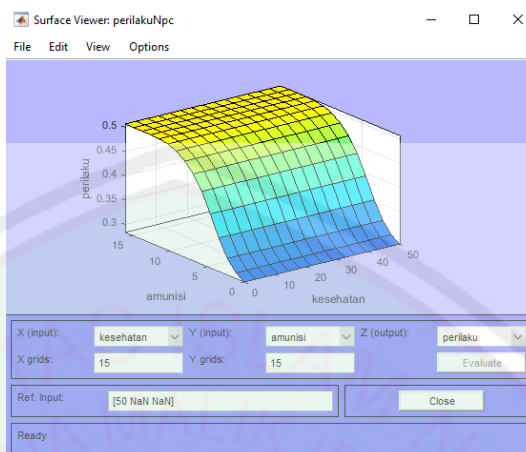 Surface Viewer: perilakuNpc
File Edit View Options
0.5
0.45
0.4
0.35
0.3
perilaku
15
10
5
0
amunisi
0
10
20
30
40
50
kesehatan
X (input): kesehatan Y (input): amunisi Z (output): perilaku
X grids: 15 Y grids: 15 Evaluate
Ref. Input: [50 NaN NaN] Close
Ready